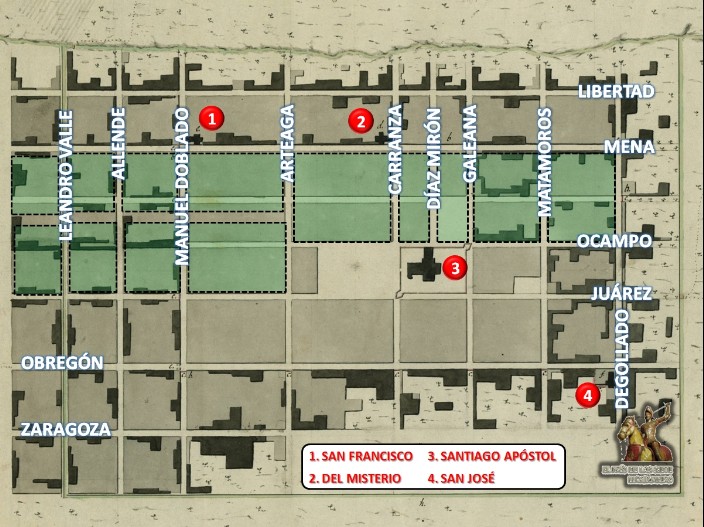 LIBERTAD
1
2
LEANDRO VALLE
ALLENDE
MANUEL DOBLADO
ARTEAGA
CARRANZA
DÍAZ MIRÓN
GALEANA
MATAMOROS
MENA
OCAMPO
3
JUÁREZ
DEGOLLADO
OBREGÓN
4
ZARAGOZA
1. SAN FRANCISCO 3. SANTIAGO APÓSTOL
2. DEL MISTERIO 4. SAN JOSÉ